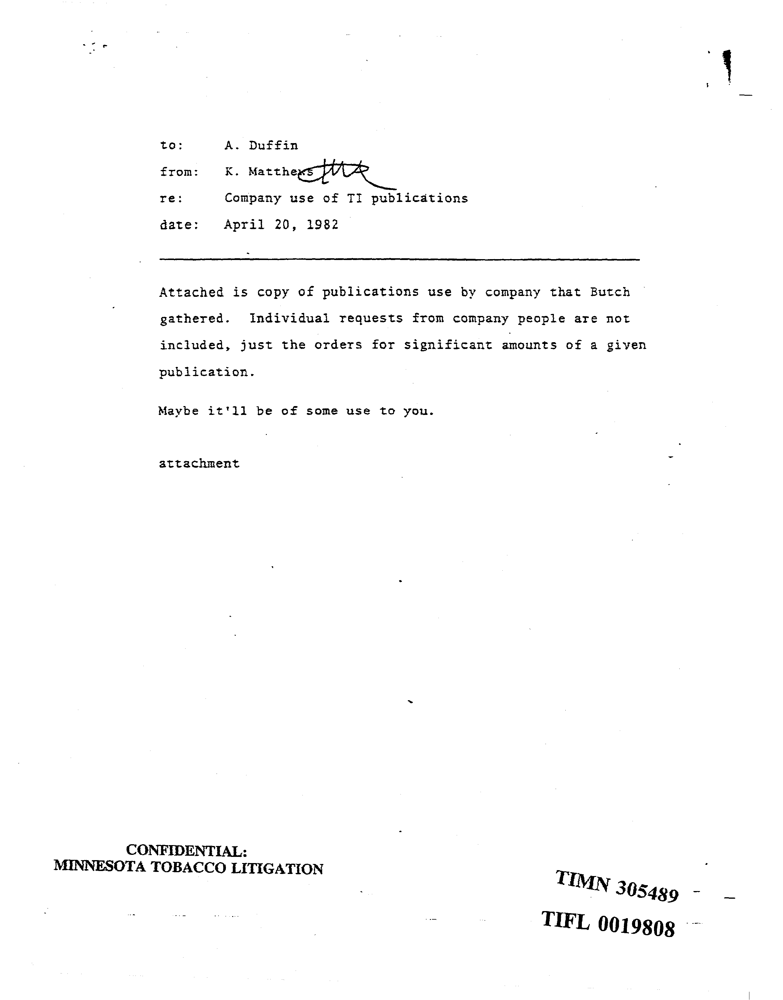 to: A. Duffin
from: K. Matthews
re: Company use of TI publications
date: April 20, 1982
Attached is copy of publications use by company that Butch
gathered. Individual requests from company people are not
included, just the orders for significant amounts of a given
publication.
Maybe it'll be of some use to you.
attachment
CONFIDENTIAL:
MINNESOTA TOBACCO LITIGATION
TIMN 305489
TIFL 0019808